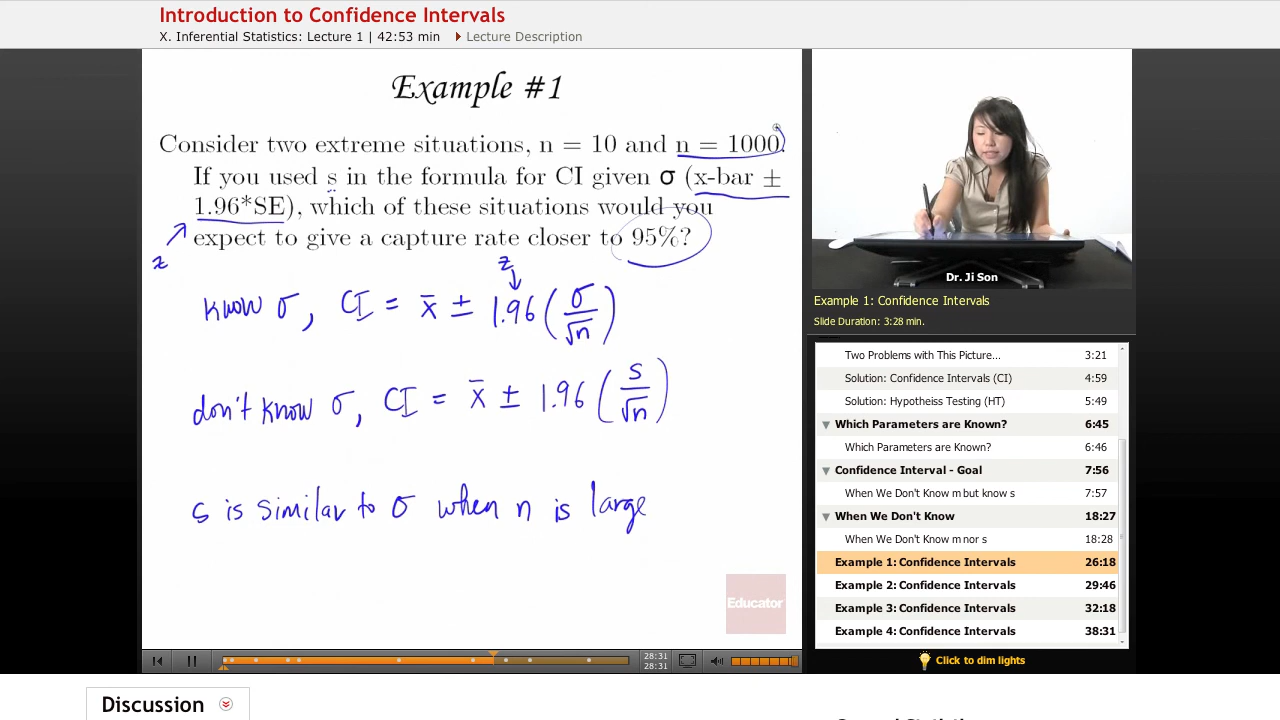 Introduction to Confidence Intervals
X. Inferential Statistics: Lecture 1 | 42:53 min Lecture Description
Example #1
Consider two extreme situations, n = 10 and n = 1000.
If you used s in the formula for CI given σ (x-bar ±
1.96*SE), which of these situations would you
expect to give a capture rate closer to 95%?
z
z
know σ, CI = x̄ ± 1.96 (σ/√n)
don't know σ, CI = x̄ ± 1.96 (s/√n)
s is similar to σ when n is large
Educator
28:31
28:31
Dr. Ji Son
Example 1: Confidence Intervals
Slide Duration: 3:28 min.
Two Problems with This Picture... 3:21
Solution: Confidence Intervals (CI) 4:59
Solution: Hypotheiss Testing (HT) 5:49
Which Parameters are Known? 6:45
Which Parameters are Known? 6:46
Confidence Interval - Goal 7:56
When We Don't Know m but know s 7:57
When We Don't Know 18:27
When We Don't Know m nor s 18:28
Example 1: Confidence Intervals 26:18
Example 2: Confidence Intervals 29:46
Example 3: Confidence Intervals 32:18
Example 4: Confidence Intervals 38:31
Click to dim lights
Discussion